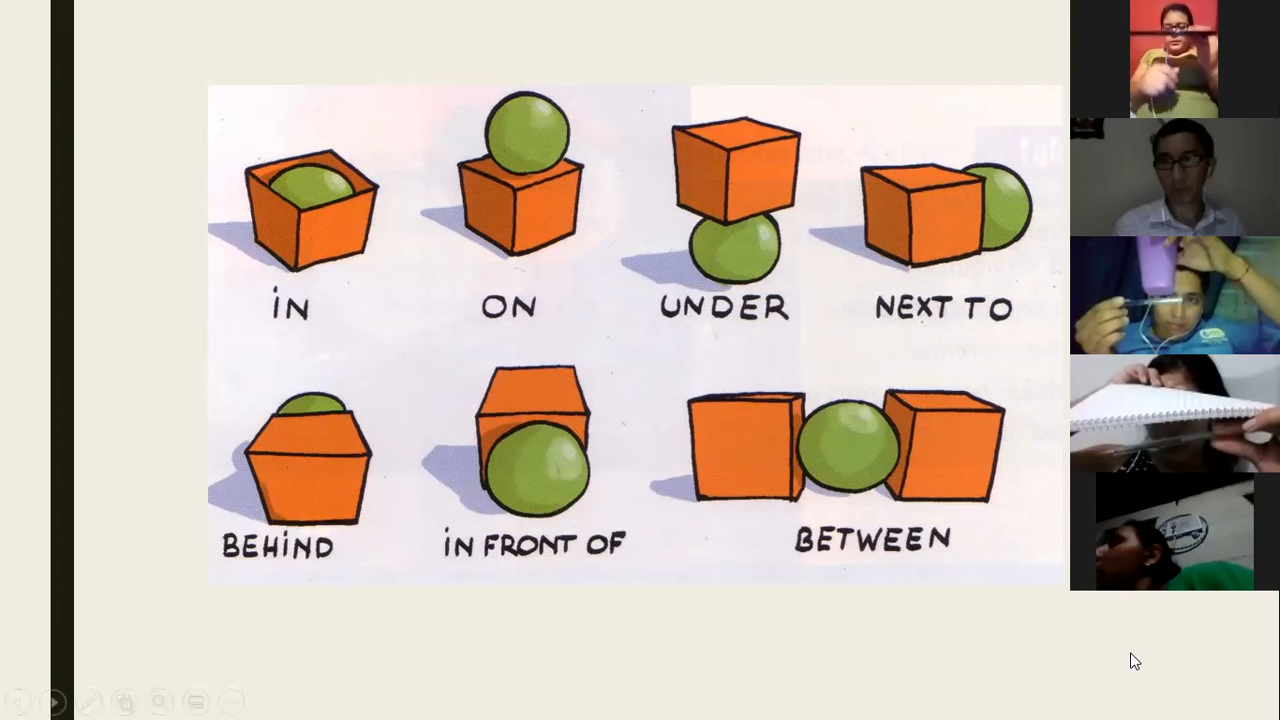 iN
ON
UNDER
NEXT TO
BEHiND
iN FRONT OF
BETWEEN